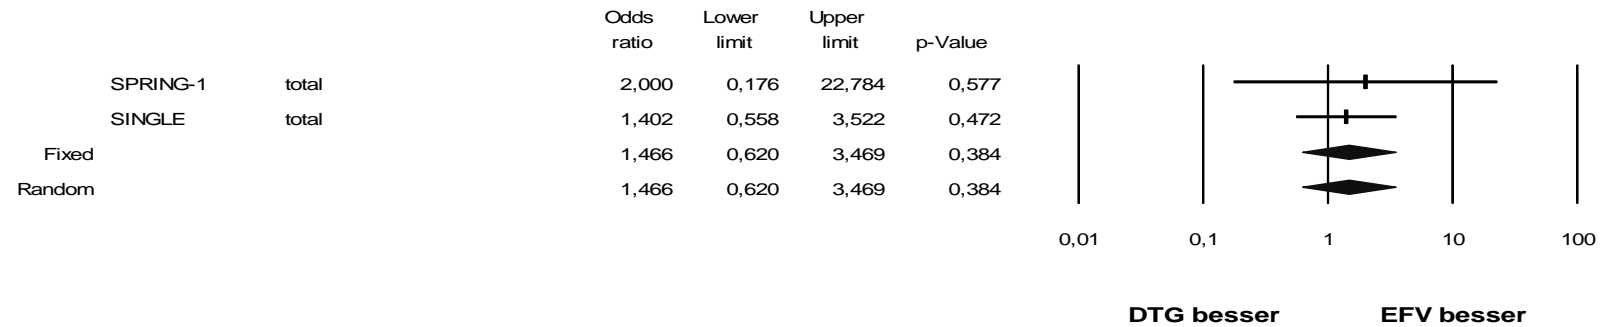 Odds Lower Upper
ratio limit limit p-Value
SPRING-1 total 2,000 0,176 22,784 0,577
SINGLE total 1,402 0,558 3,522 0,472
Fixed 1,466 0,620 3,469 0,384
Random 1,466 0,620 3,469 0,384
0,01 0,1 1 10 100
DTG besser EFV besser